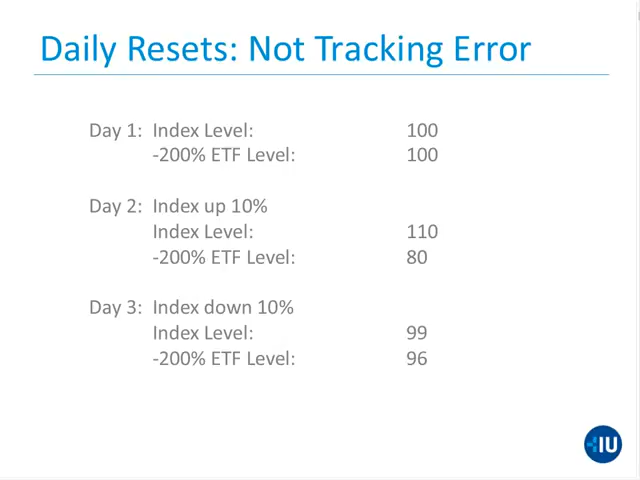 Daily Resets: Not Tracking Error
Day 1: Index Level: 100
-200% ETF Level: 100
Day 2: Index up 10%
Index Level: 110
-200% ETF Level: 80
Day 3: Index down 10%
Index Level: 99
-200% ETF Level: 96
IU